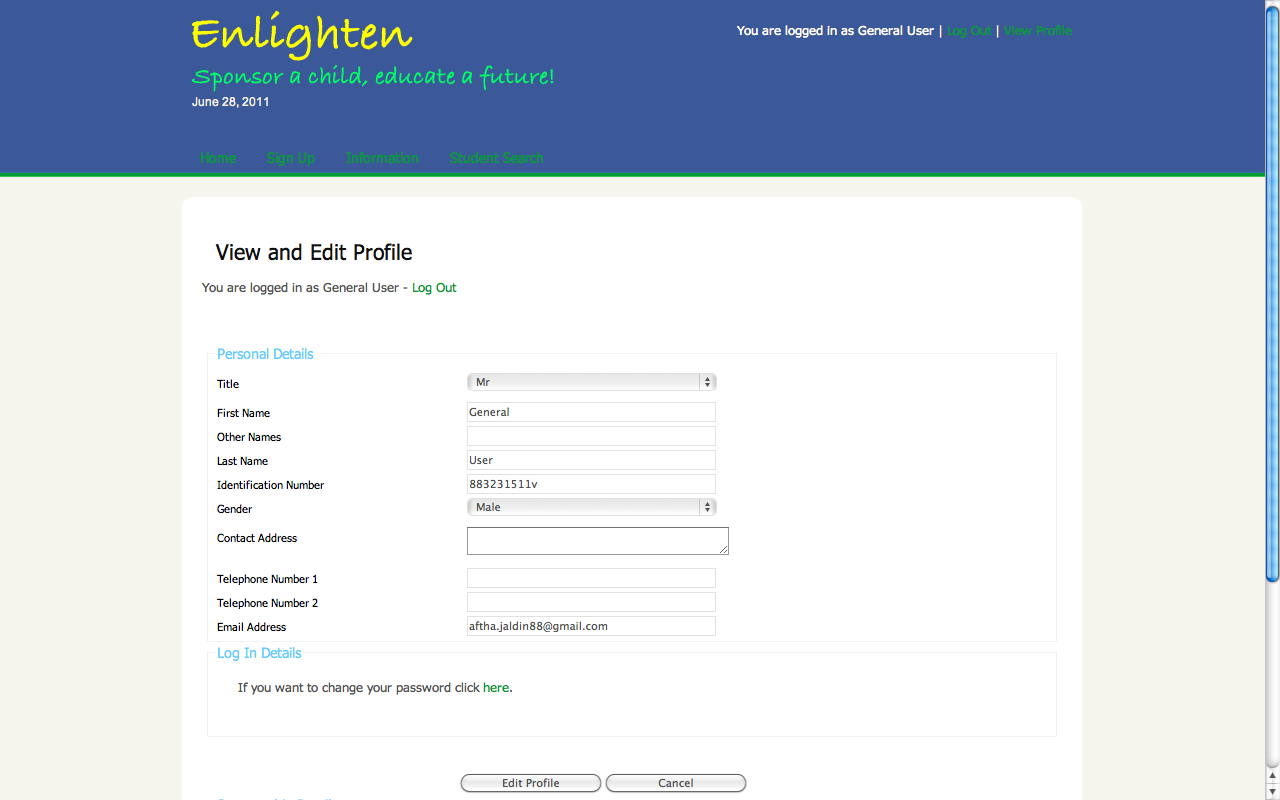 Enlighten
You are logged in as General User | Log Out | View Profile
Sponsor a child, educate a future!
June 28, 2011
Home Sign Up Information Student Search
View and Edit Profile
You are logged in as General User - Log Out
Personal Details
Title Mr
First Name General
Other Names
Last Name User
Identification Number 883231511v
Gender Male
Contact Address
Telephone Number 1
Telephone Number 2
Email Address aftha.jaldin88@gmail.com
Log In Details
If you want to change your password click here.
Edit Profile Cancel